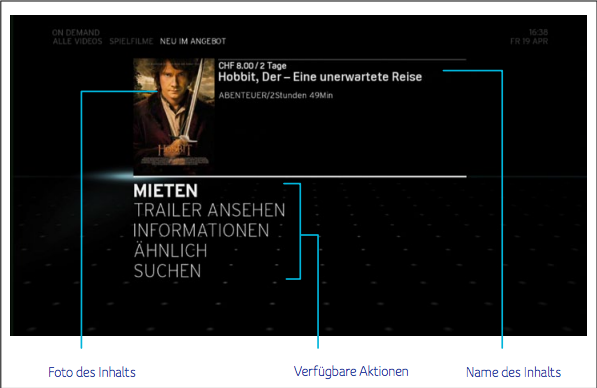 ON DEMAND
16:38
ALLE VIDEOS SPIELFILME NEU IM ANGEBOT
FR 19 APR
CHF 8.00/2 Tage
Hobbit, Der – Eine unerwartete Reise
ABENTEUER/2Stunden 49Min
HOBBIT
MIETEN
TRAILER ANSEHEN
INFORMATIONEN
ÄHNLICH
SUCHEN
Foto des Inhalts
Verfügbare Aktionen
Name des Inhalts